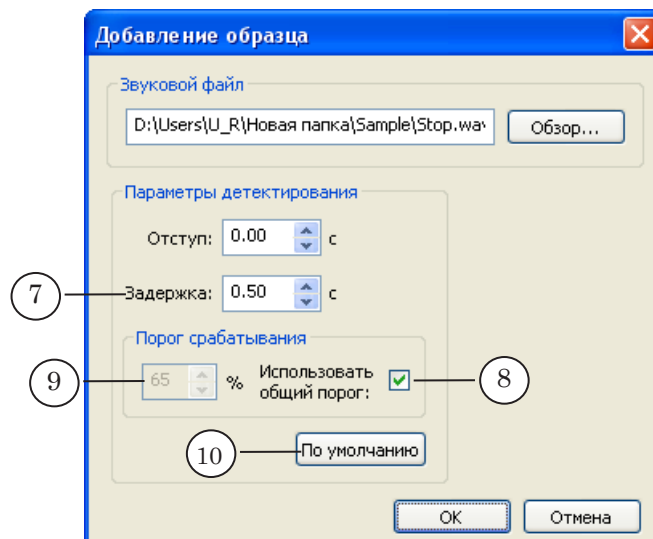 Добавление образца
Звуковой файл
D:\Users\U_R\Новая папка\Sample\Stop.wav
Обзор...
Параметры детектирования
Отступ: 0.00 с
7 Задержка: 0.50 с
Порог срабатывания
9 65 % Использовать общий порог: 8
10 По умолчанию
ОК Отмена